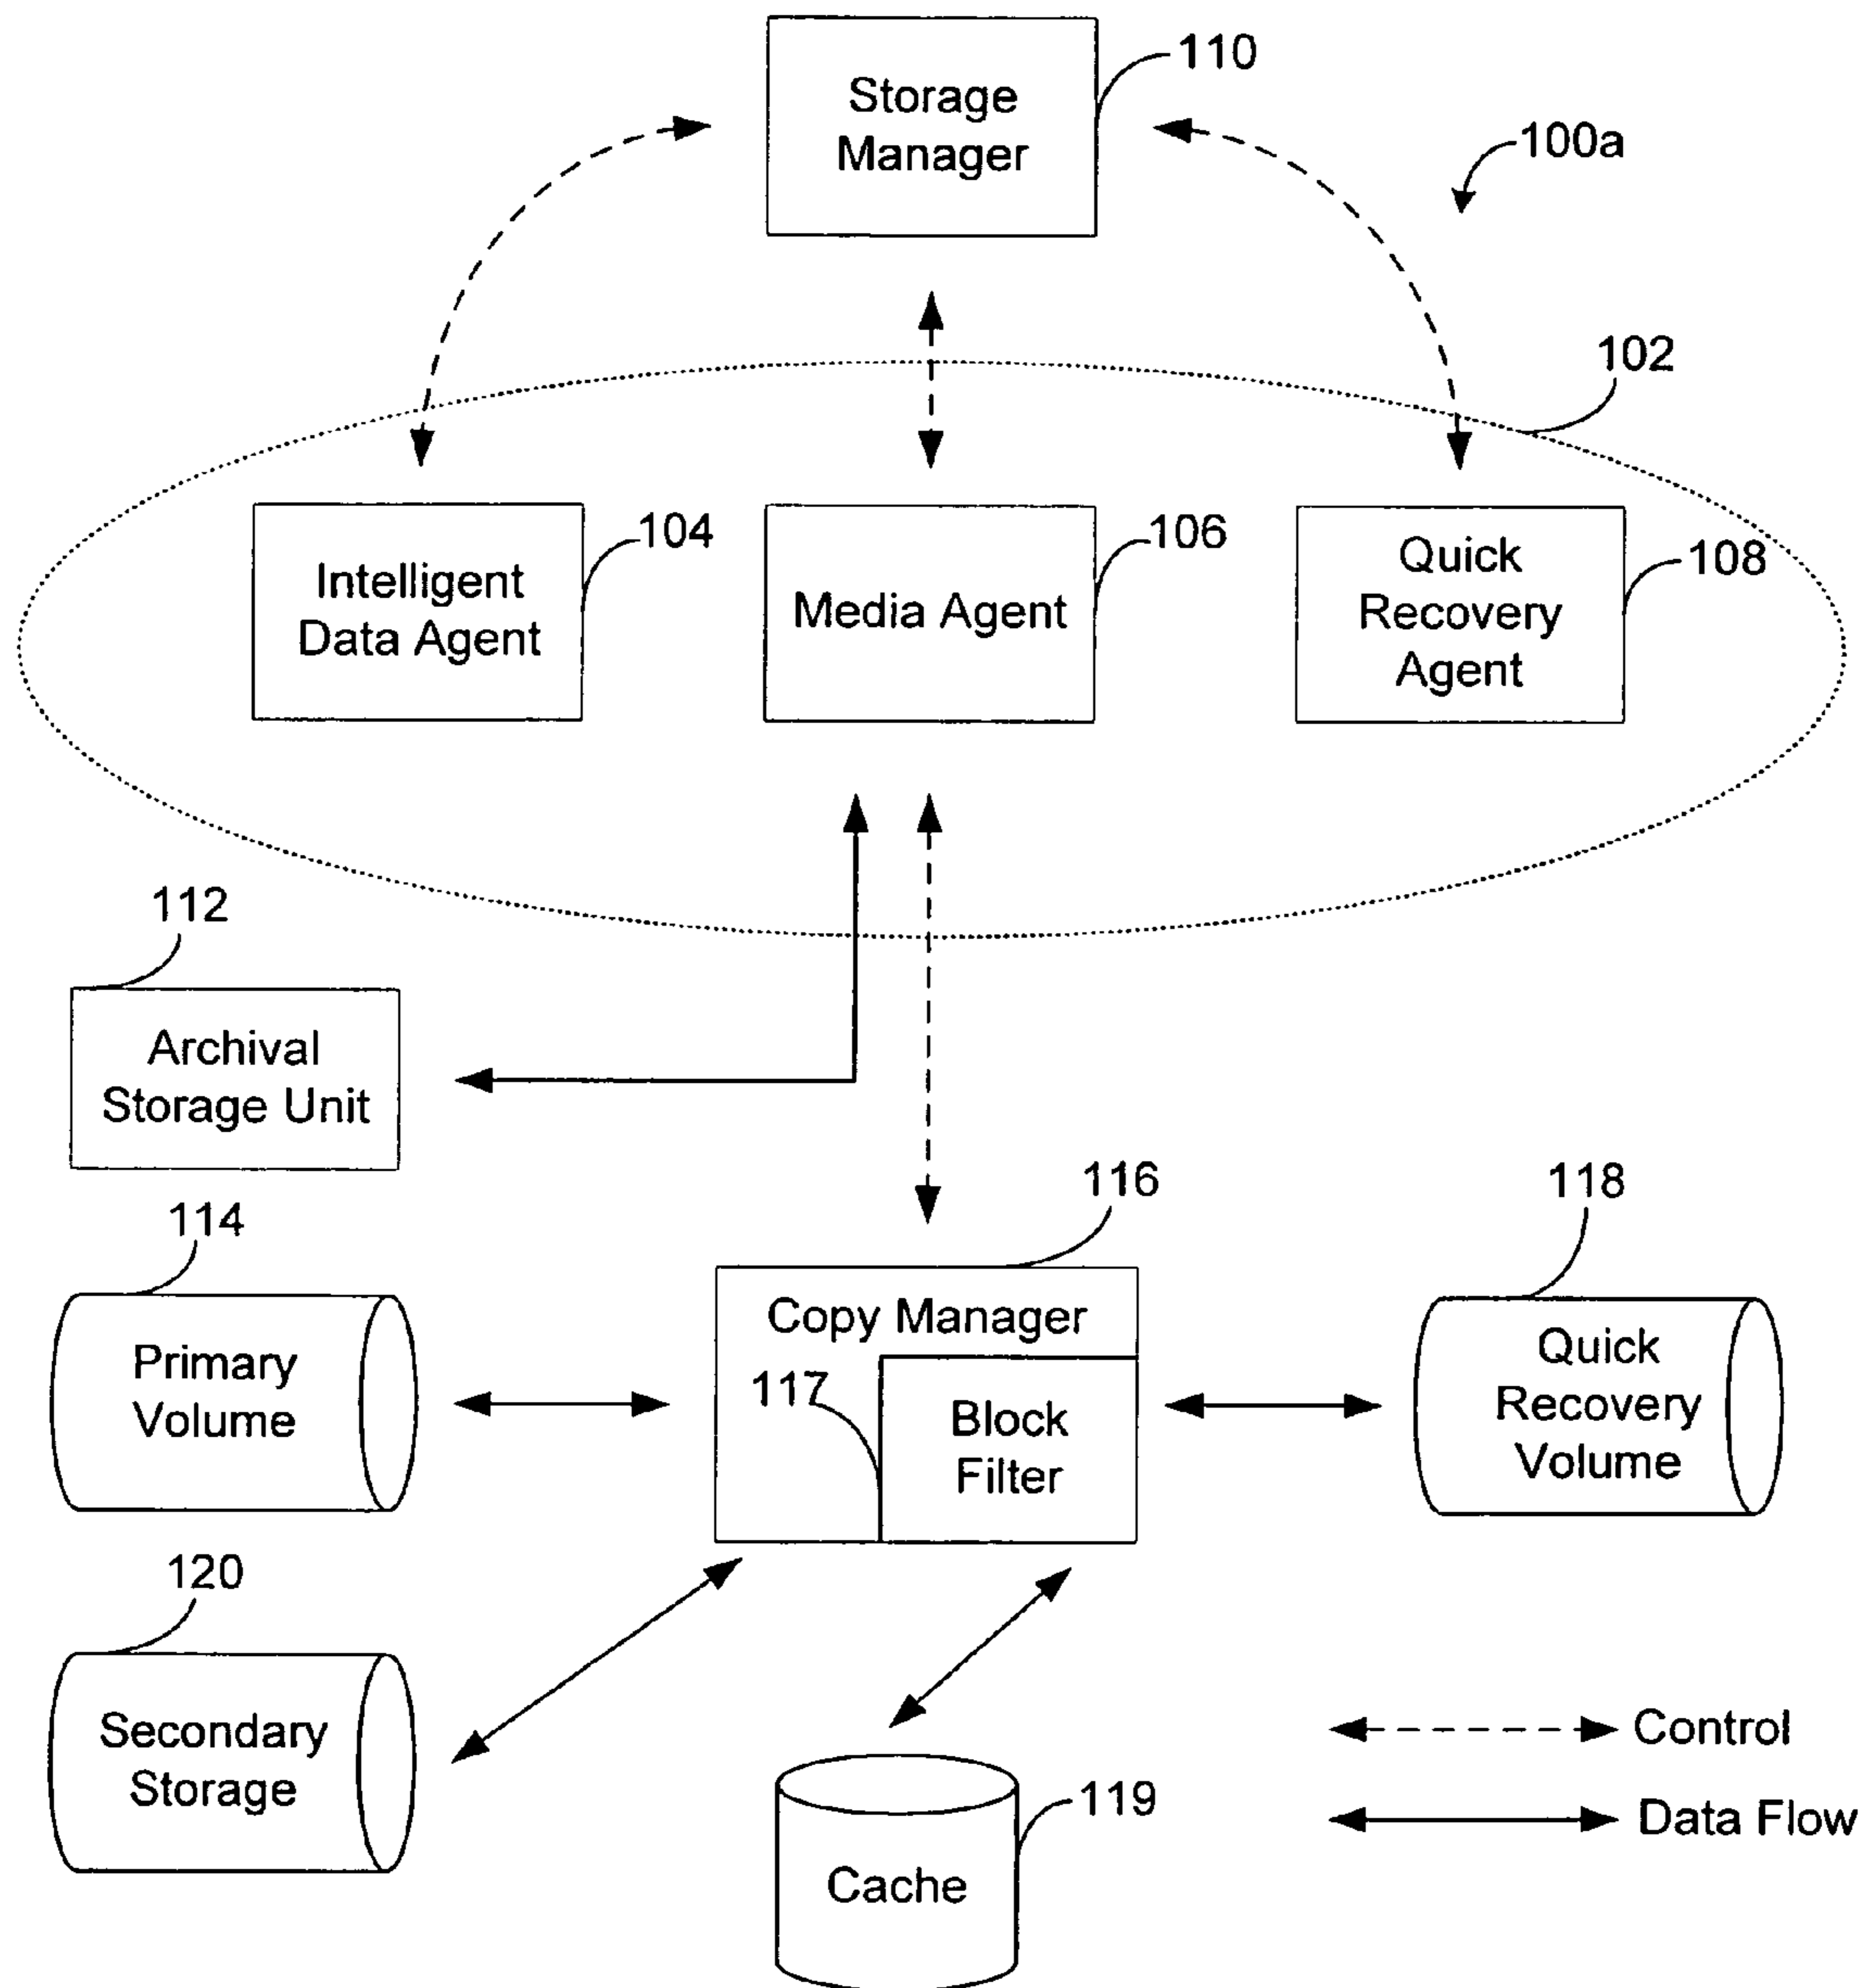 Storage
Manager
110
100a
102
Intelligent
Data Agent
104
Media Agent
106
Quick
Recovery
Agent
108
112
Archival
Storage Unit
114
Primary
Volume
116
Copy Manager
117
Block
Filter
118
Quick
Recovery
Volume
120
Secondary
Storage
119
Cache
Control
Data Flow